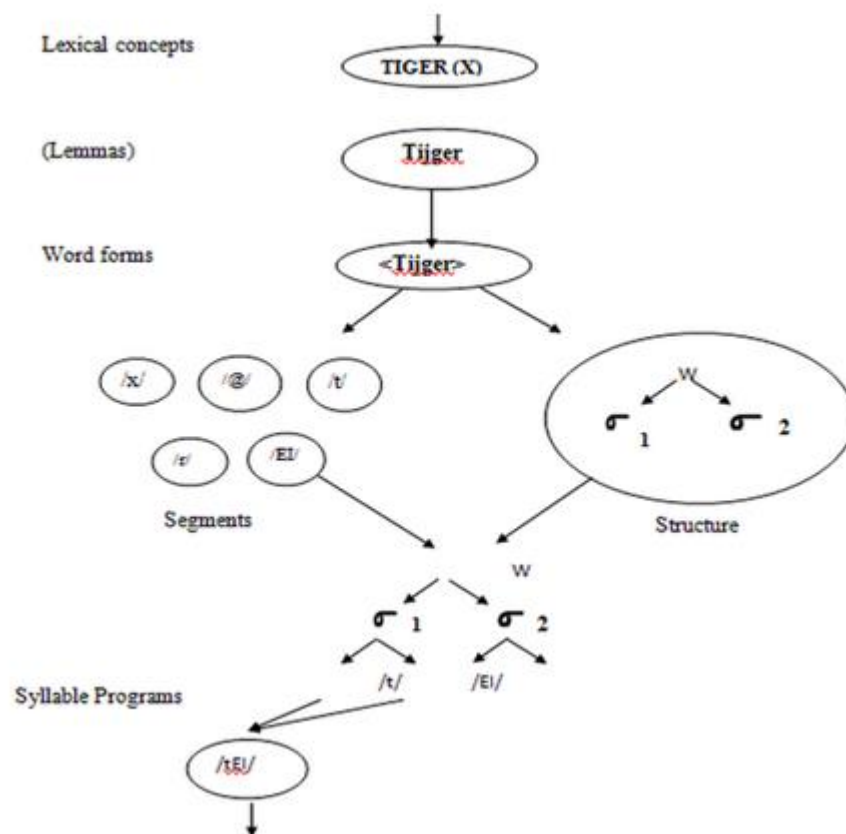 Lexical concepts
TIGER (X)
(Lemmas)
Tijger
Word forms
<Tijger>
/x/ /@/ /t/
W
σ 1 σ 2
/r/ /EI/
Segments
Structure
W
σ 1 σ 2
/t/ /EI/
Syllable Programs
/tEI/